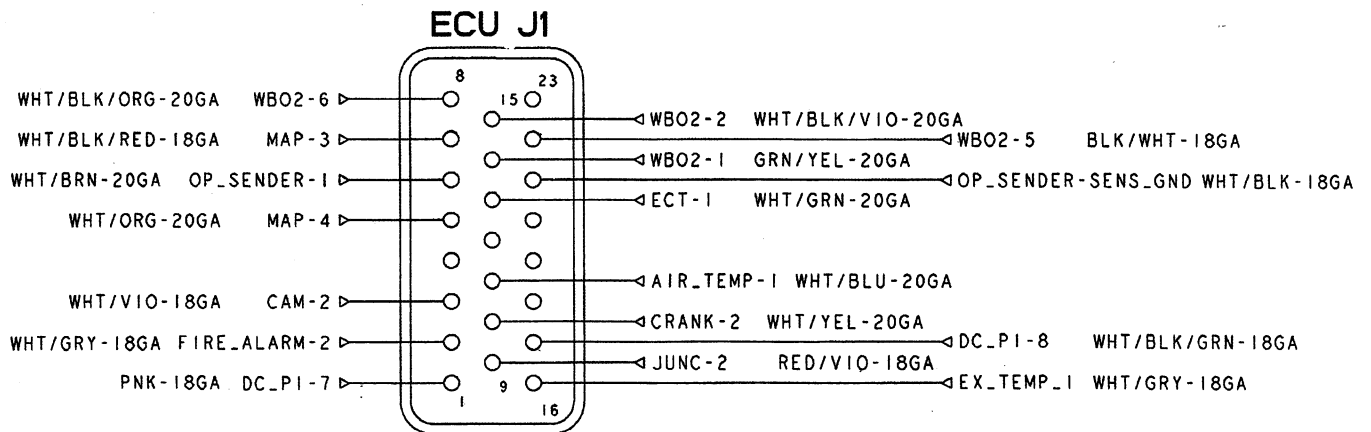 ECU J1
8
23
WHT/BLK/ORG-20GA WBO2-6
15
WBO2-2 WHT/BLK/VIO-20GA
WHT/BLK/RED-18GA MAP-3
WBO2-5 BLK/WHT-18GA
WBO2-1 GRN/YEL-20GA
WHT/BRN-20GA OP_SENDER-1
OP_SENDER-SENS_GND WHT/BLK-18GA
ECT-1 WHT/GRN-20GA
WHT/ORG-20GA MAP-4
AIR_TEMP-1 WHT/BLU-20GA
WHT/VIO-18GA CAM-2
CRANK-2 WHT/YEL-20GA
WHT/GRY-18GA FIRE_ALARM-2
DC_P1-8 WHT/BLK/GRN-18GA
JUNC-2 RED/VIO-18GA
PNK-18GA DC_P1-7
9
EX_TEMP_1 WHT/GRY-18GA
1
16